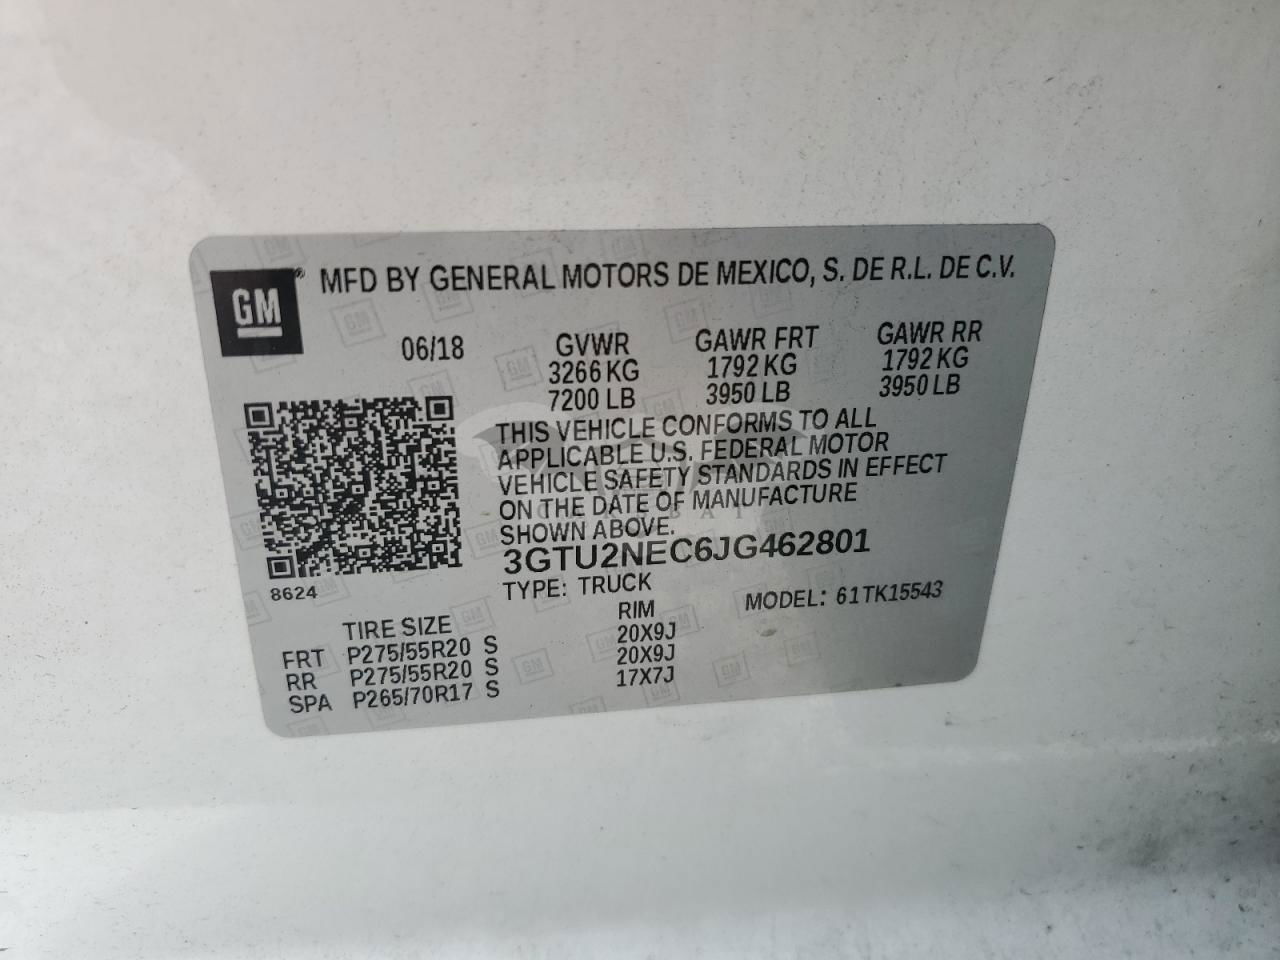 GM
MFD BY GENERAL MOTORS DE MEXICO, S. DE R.L. DE C.V.
06/18 GVWR GAWR FRT GAWR RR
3266 KG 1792 KG 1792 KG
7200 LB 3950 LB 3950 LB
THIS VEHICLE CONFORMS TO ALL
APPLICABLE U.S. FEDERAL MOTOR
VEHICLE SAFETY STANDARDS IN EFFECT
ON THE DATE OF MANUFACTURE
SHOWN ABOVE.
3GTU2NEC6JG462801
8624
TYPE: TRUCK MODEL: 61TK15543
TIRE SIZE RIM
FRT P275/55R20 S 20X9J
RR P275/55R20 S 20X9J
SPA P265/70R17 S 17X7J